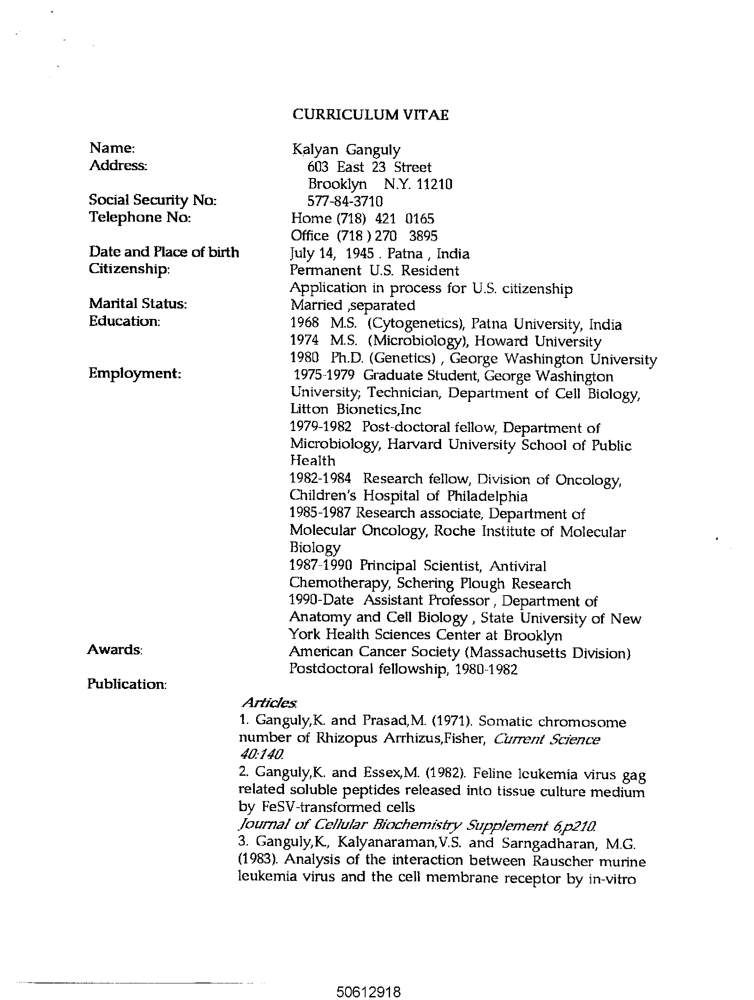 CURRICULUM VITAE
Name: Kalyan Ganguly
Address: 603 East 23 Street
Brooklyn N.Y. 11210
Social Security No: 577-84-3710
Telephone No: Home (718) 421 0165
Office (718 ) 270 3895
Date and Place of birth July 14, 1945 . Patna , India
Citizenship: Permanent U.S. Resident
Application in process for U.S. citizenship
Marital Status: Married ,separated
Education: 1968 M.S. (Cytogenetics), Patna University, India
1974 M.S. (Microbiology), Howard University
1980 Ph.D. (Genetics) , George Washington University
Employment: 1975-1979 Graduate Student, George Washington
University; Technician, Department of Cell Biology,
Litton Bionetics,Inc
1979-1982 Post-doctoral fellow, Department of
Microbiology, Harvard University School of Public
Health
1982-1984 Research fellow, Division of Oncology,
Children's Hospital of Philadelphia
1985-1987 Research associate, Department of
Molecular Oncology, Roche Institute of Molecular
Biology
1987-1990 Principal Scientist, Antiviral
Chemotherapy, Schering Plough Research
1990-Date Assistant Professor , Department of
Anatomy and Cell Biology , State University of New
York Health Sciences Center at Brooklyn
Awards: American Cancer Society (Massachusetts Division)
Postdoctoral fellowship, 1980-1982
Publication:
Articles.
1. Ganguly,K. and Prasad,M. (1971). Somatic chromosome
number of Rhizopus Arrhizus,Fisher, Current Science
40:140.
2. Ganguly,K. and Essex,M. (1982). Feline leukemia virus gag
related soluble peptides released into tissue culture medium
by FeSV-transformed cells
Journal of Cellular Biochemistry Supplement 6,p210.
3. Ganguly,K., Kalyanaraman,V.S. and Sarngadharan, M.G.
(1983). Analysis of the interaction between Rauscher murine
leukemia virus and the cell membrane receptor by in-vitro
50612918